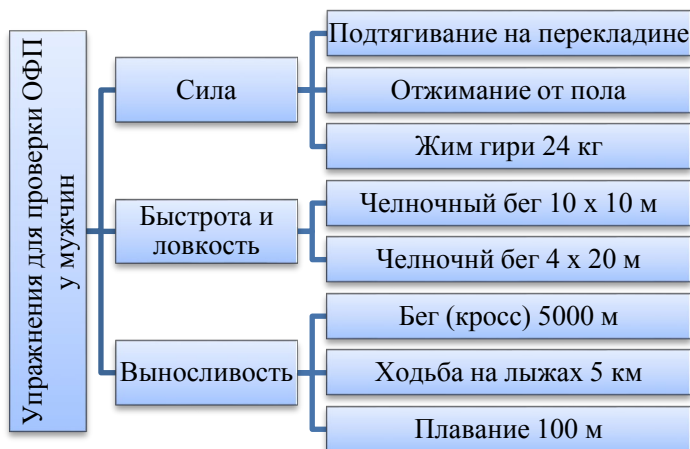 Упражнения для проверки ОФП
у мужчин
Сила
Подтягивание на перекладине
Отжимание от пола
Жим гири 24 кг
Быстрота и
ловкость
Челночный бег 10 х 10 м
Челночнй бег 4 х 20 м
Выносливость
Бег (кросс) 5000 м
Ходьба на лыжах 5 км
Плавание 100 м